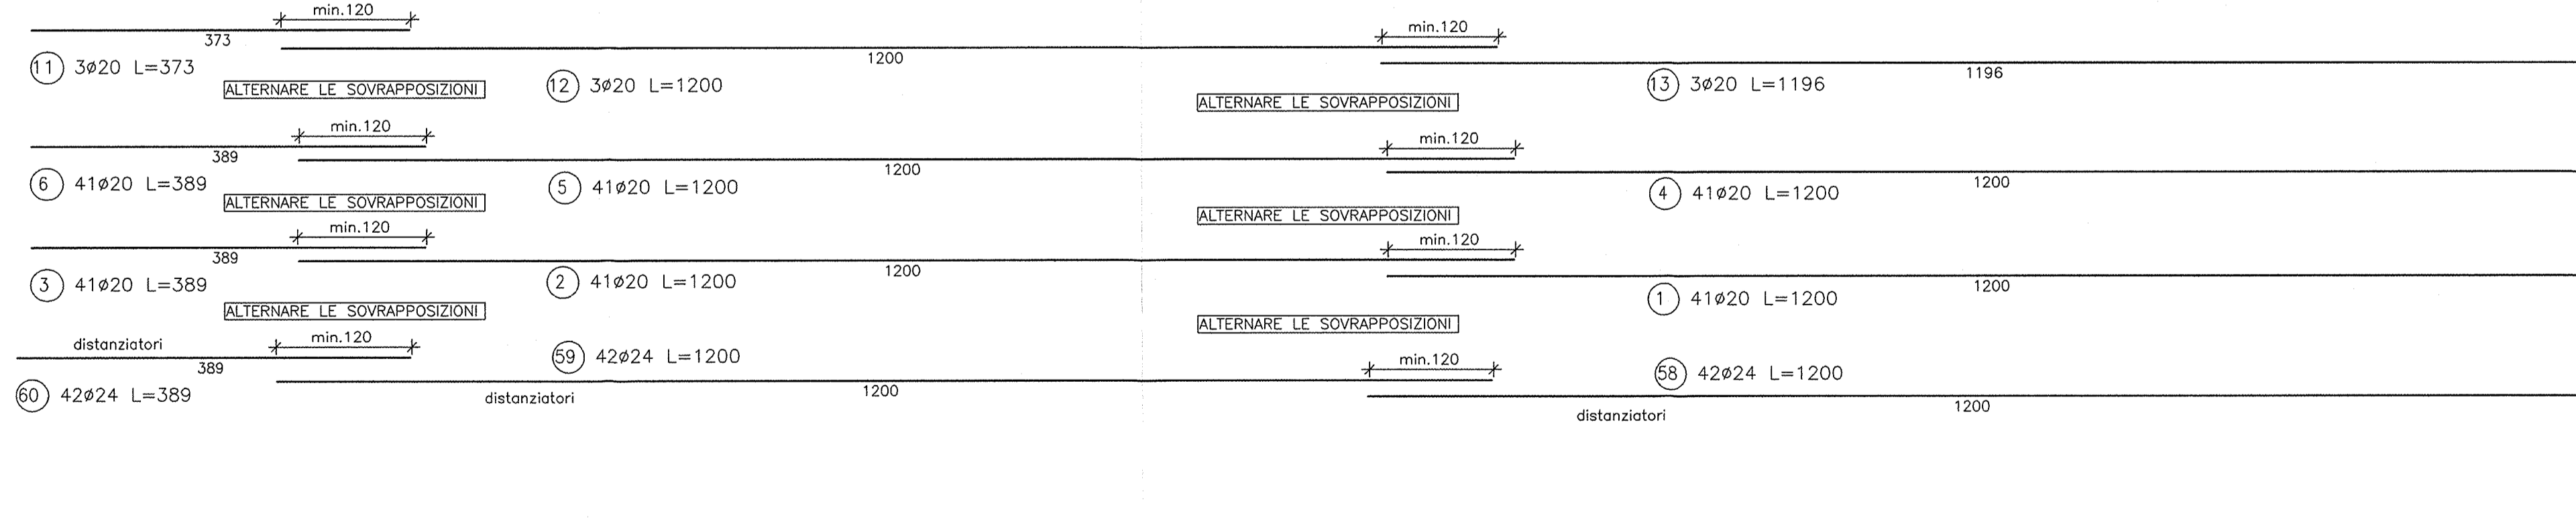 min.120
373
11 3ø20 L=373
ALTERNARE LE SOVRAPPOSIZIONI
1200
12 3ø20 L=1200
min.120
ALTERNARE LE SOVRAPPOSIZIONI
1196
13 3ø20 L=1196
min.120
389
6 41ø20 L=389
ALTERNARE LE SOVRAPPOSIZIONI
1200
5 41ø20 L=1200
min.120
ALTERNARE LE SOVRAPPOSIZIONI
1200
4 41ø20 L=1200
min.120
389
3 41ø20 L=389
ALTERNARE LE SOVRAPPOSIZIONI
1200
2 41ø20 L=1200
min.120
ALTERNARE LE SOVRAPPOSIZIONI
1200
1 41ø20 L=1200
distanziatori
min.120
389
60 42ø24 L=389
59 42ø24 L=1200
1200
distanziatori
min.120
58 42ø24 L=1200
1200
distanziatori